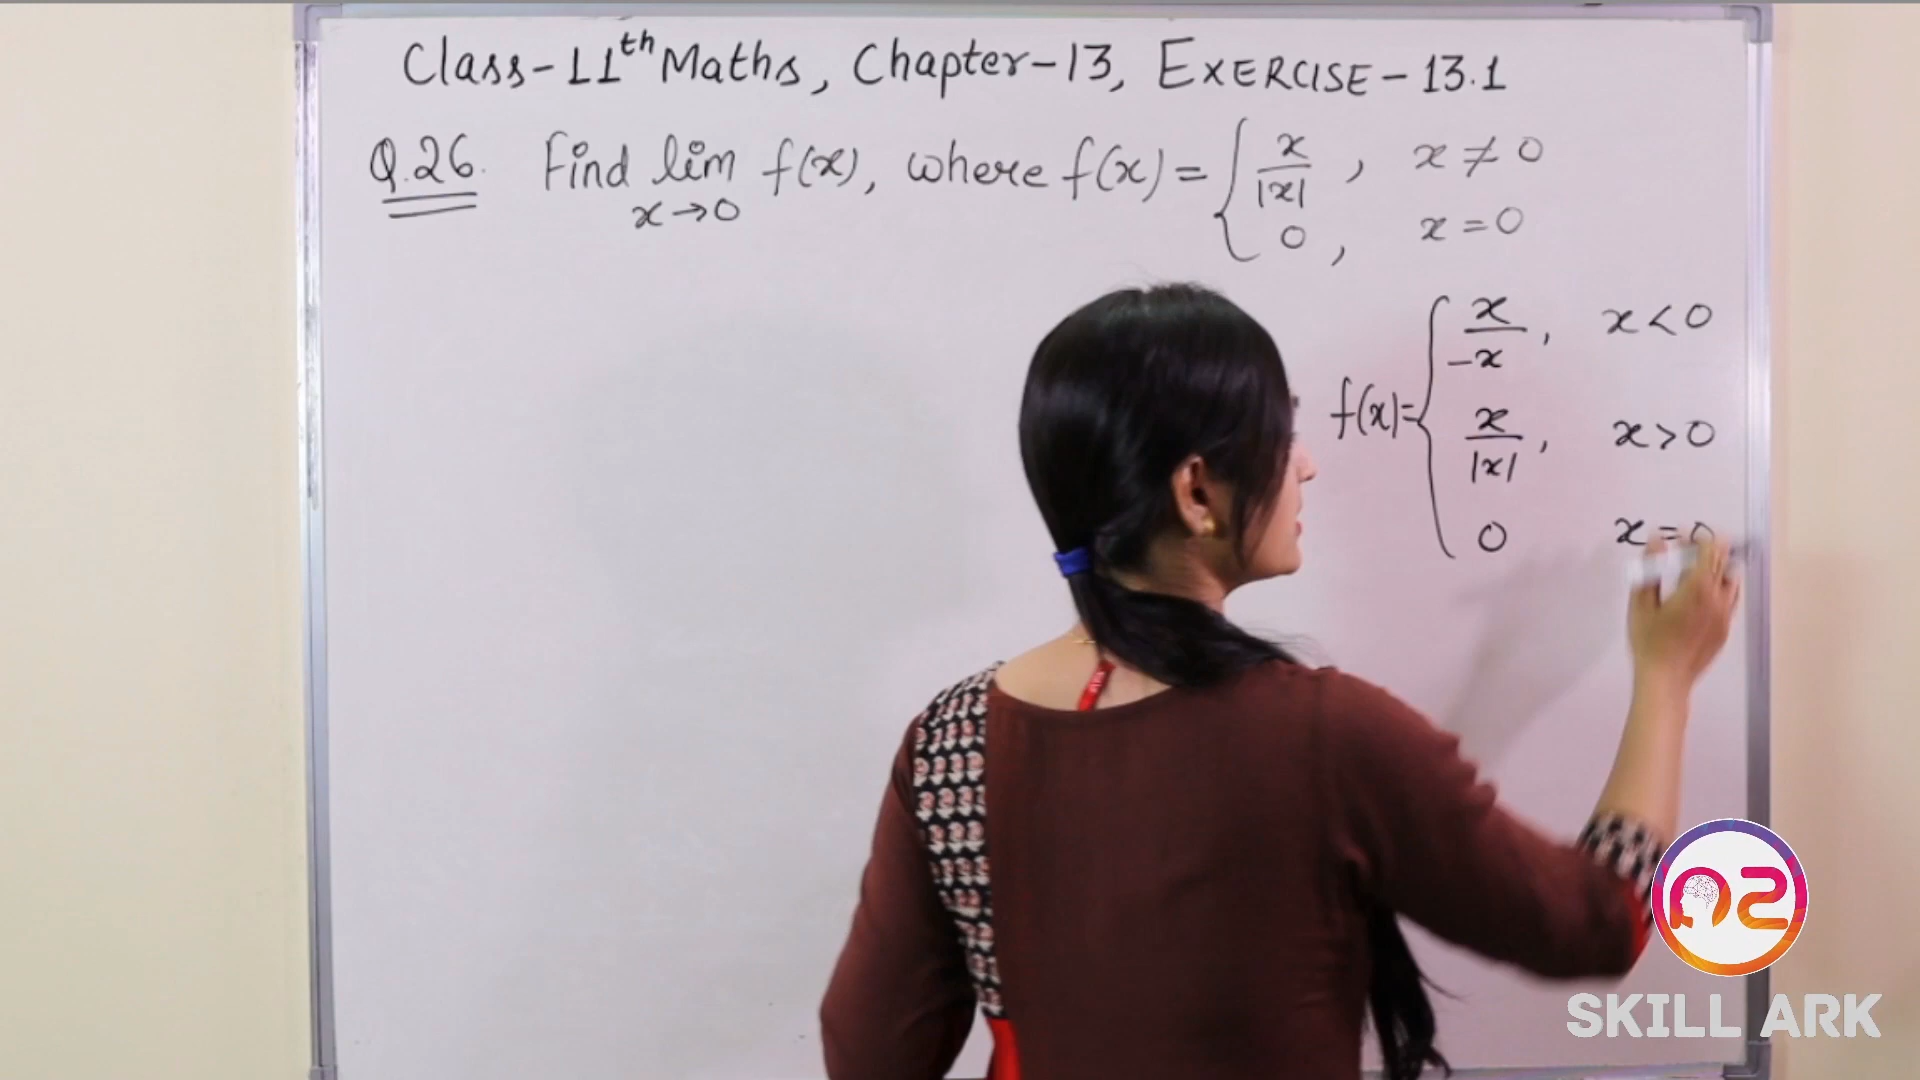 Class-11th Maths, Chapter-13, EXERCISE-13.1
Q.26. Find lim x→0 f(x), where f(x) = { x/|x| , x ≠ 0
0 , x = 0
f(x)= { x/-x , x < 0
x/|x| , x > 0
0 x = 0
SKILL ARK